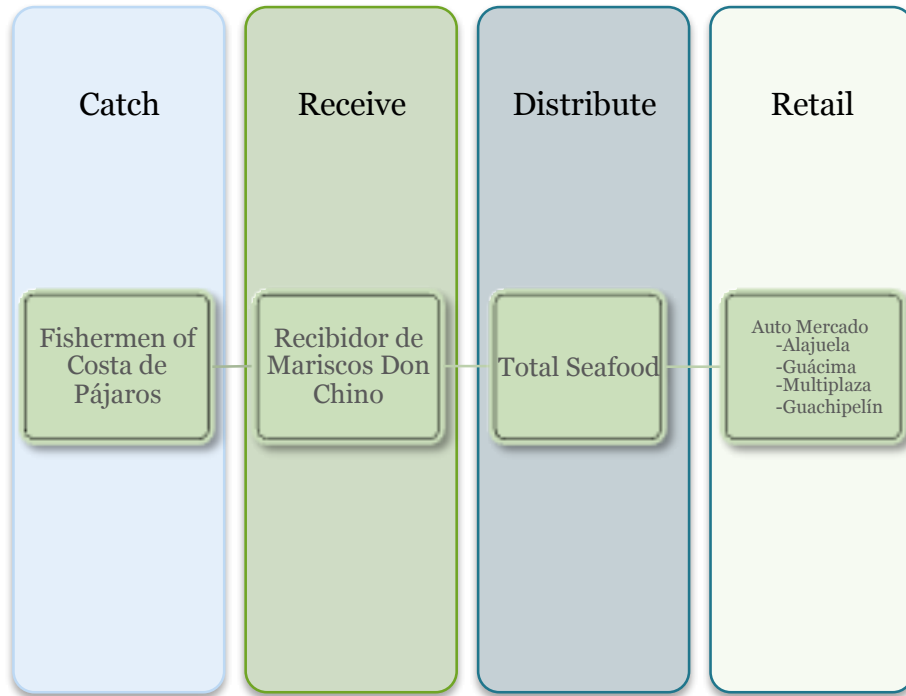 Catch
Receive
Distribute
Retail
Fishermen of
Costa de
Pájaros
Recibidor de
Mariscos Don
Chino
Total Seafood
Auto Mercado
-Alajuela
-Guácima
-Multiplaza
-Guachipelín